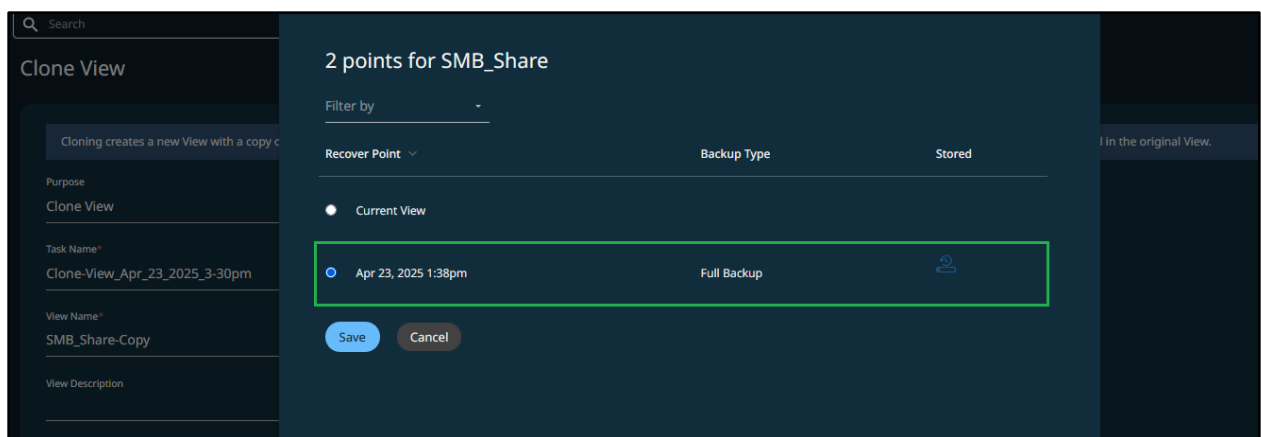 Search
Clone View
Cloning creates a new View with a copy
l in the original View.
Purpose
Clone View
Task Name*
Clone-View_Apr_23_2025_3-30pm
View Name*
SMB_Share-Copy
View Description
2 points for SMB_Share
Filter by
Recover Point Backup Type Stored
Current View
Apr 23, 2025 1:38pm Full Backup
Save Cancel